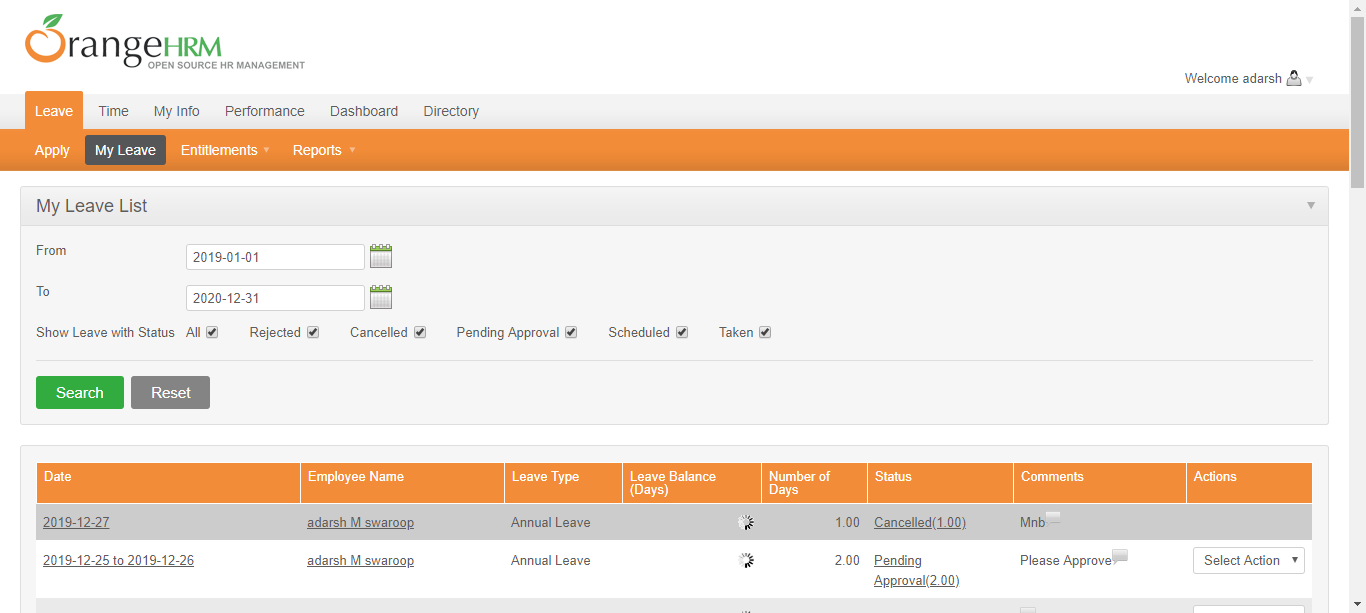 OrangeHRM
OPEN SOURCE HR MANAGEMENT
Welcome adarsh
Leave Time My Info Performance Dashboard Directory
Apply My Leave Entitlements Reports
My Leave List
From 2019-01-01
To 2020-12-31
Show Leave with Status All Rejected Cancelled Pending Approval Scheduled Taken
Search Reset
Date Employee Name Leave Type Leave Balance (Days) Number of Days Status Comments Actions
2019-12-27 adarsh M swaroop Annual Leave 1.00 Cancelled(1.00) Mnb
2019-12-25 to 2019-12-26 adarsh M swaroop Annual Leave 2.00 Pending Approval(2.00) Please Approve Select Action